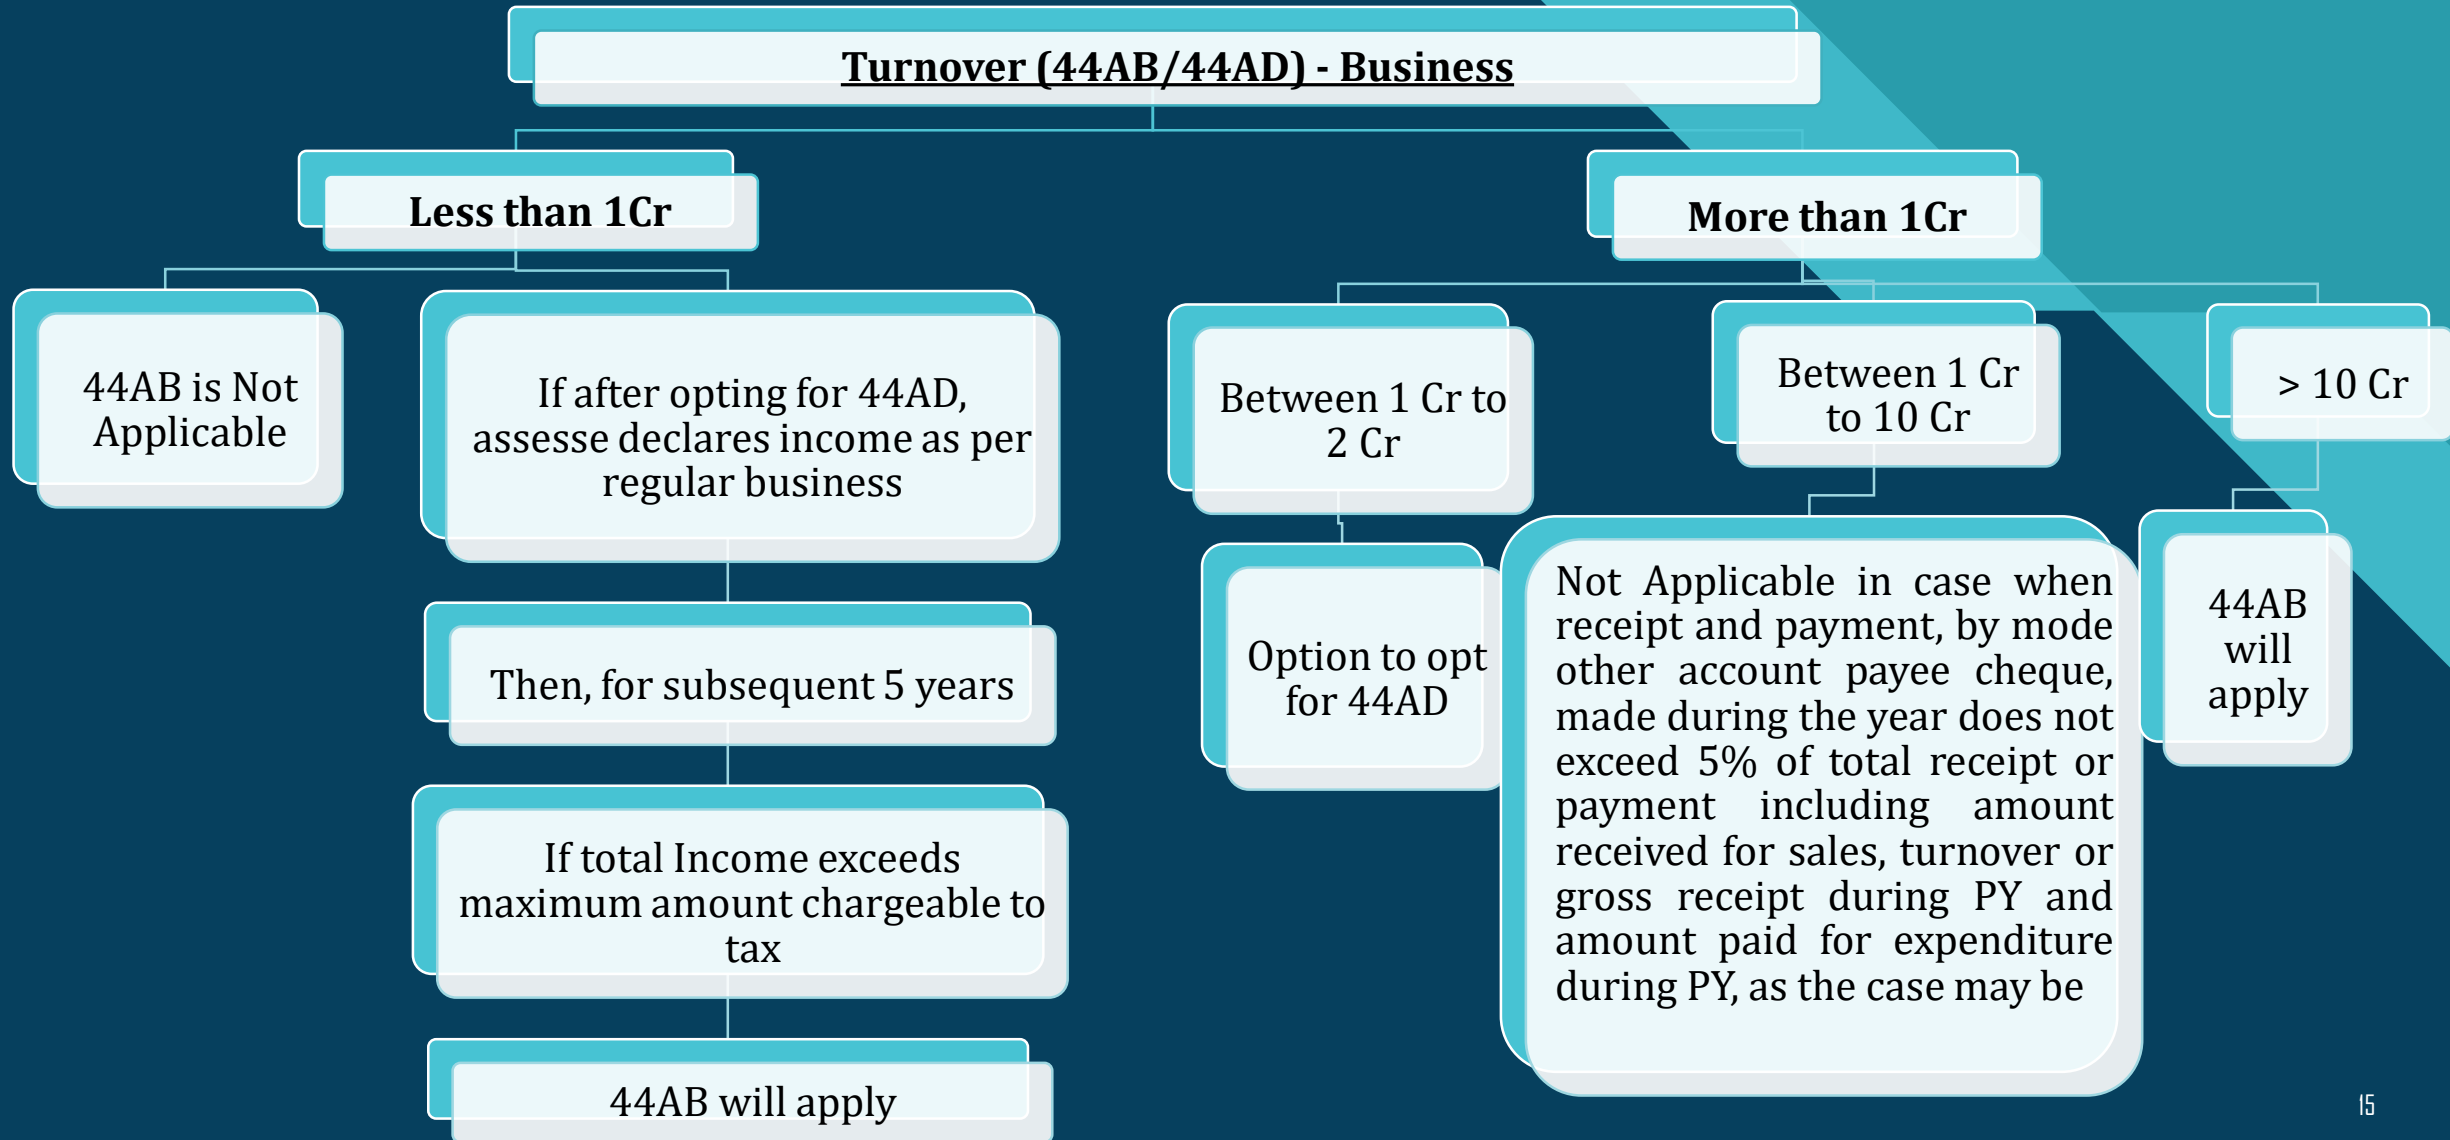 Turnover (44AB/44AD) - Business
Less than 1Cr
More than 1Cr
44AB is Not
Applicable
If after opting for 44AD,
assesse declares income as per
regular business
Then, for subsequent 5 years
If total Income exceeds
maximum amount chargeable to
tax
44AB will apply
Between 1 Cr to
2 Cr
Option to opt
for 44AD
Between 1 Cr
to 10 Cr
Not Applicable in case when
receipt and payment, by mode
other account payee cheque,
made during the year does not
exceed 5% of total receipt or
payment including amount
received for sales, turnover or
gross receipt during PY and
amount paid for expenditure
during PY, as the case may be
> 10 Cr
44AB
will
apply
15